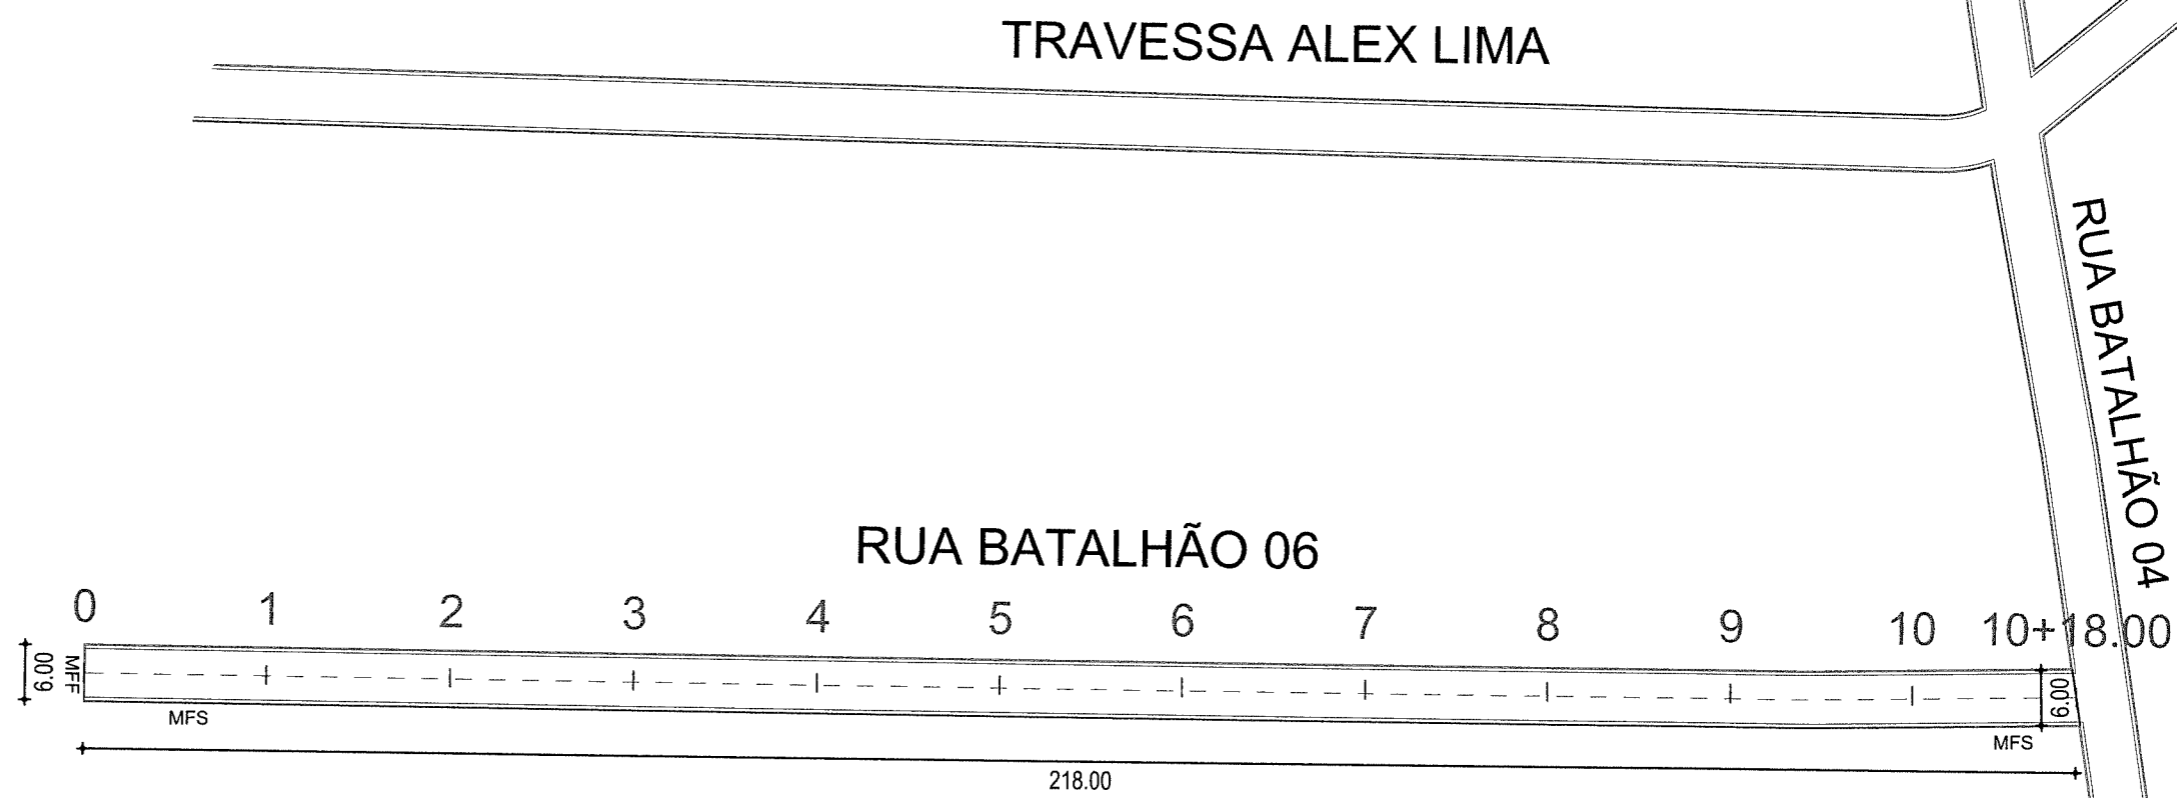 TRAVESSA ALEX LIMA
RUA BATALHÃO 04
RUA BATALHÃO 06
0 1 2 3 4 5 6 7 8 9 10 10+18.00
6.00 MFF
6.00
MFS
MFS
218.00